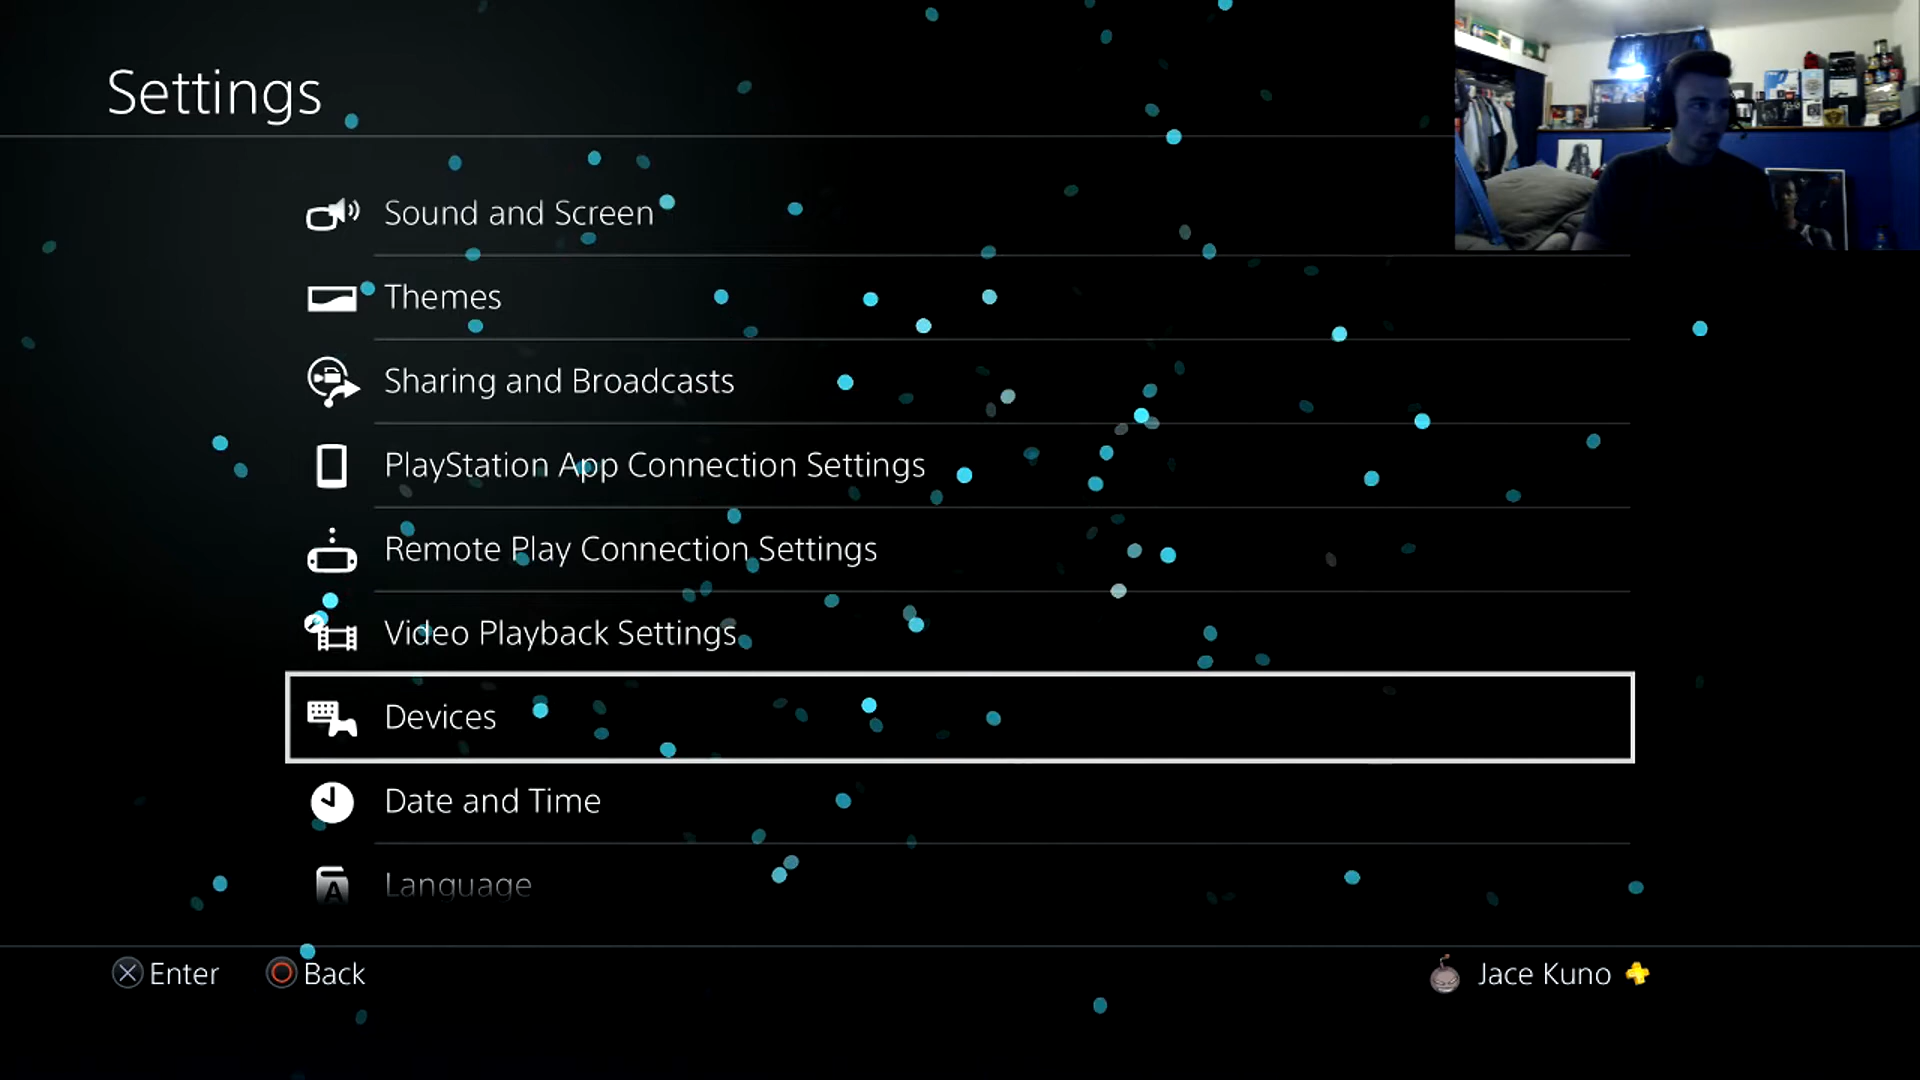 Settings
Sound and Screen
Themes
Sharing and Broadcasts
PlayStation App Connection Settings
Remote Play Connection Settings
Video Playback Settings
Devices
Date and Time
Language
Enter
Back
Jace Kuno